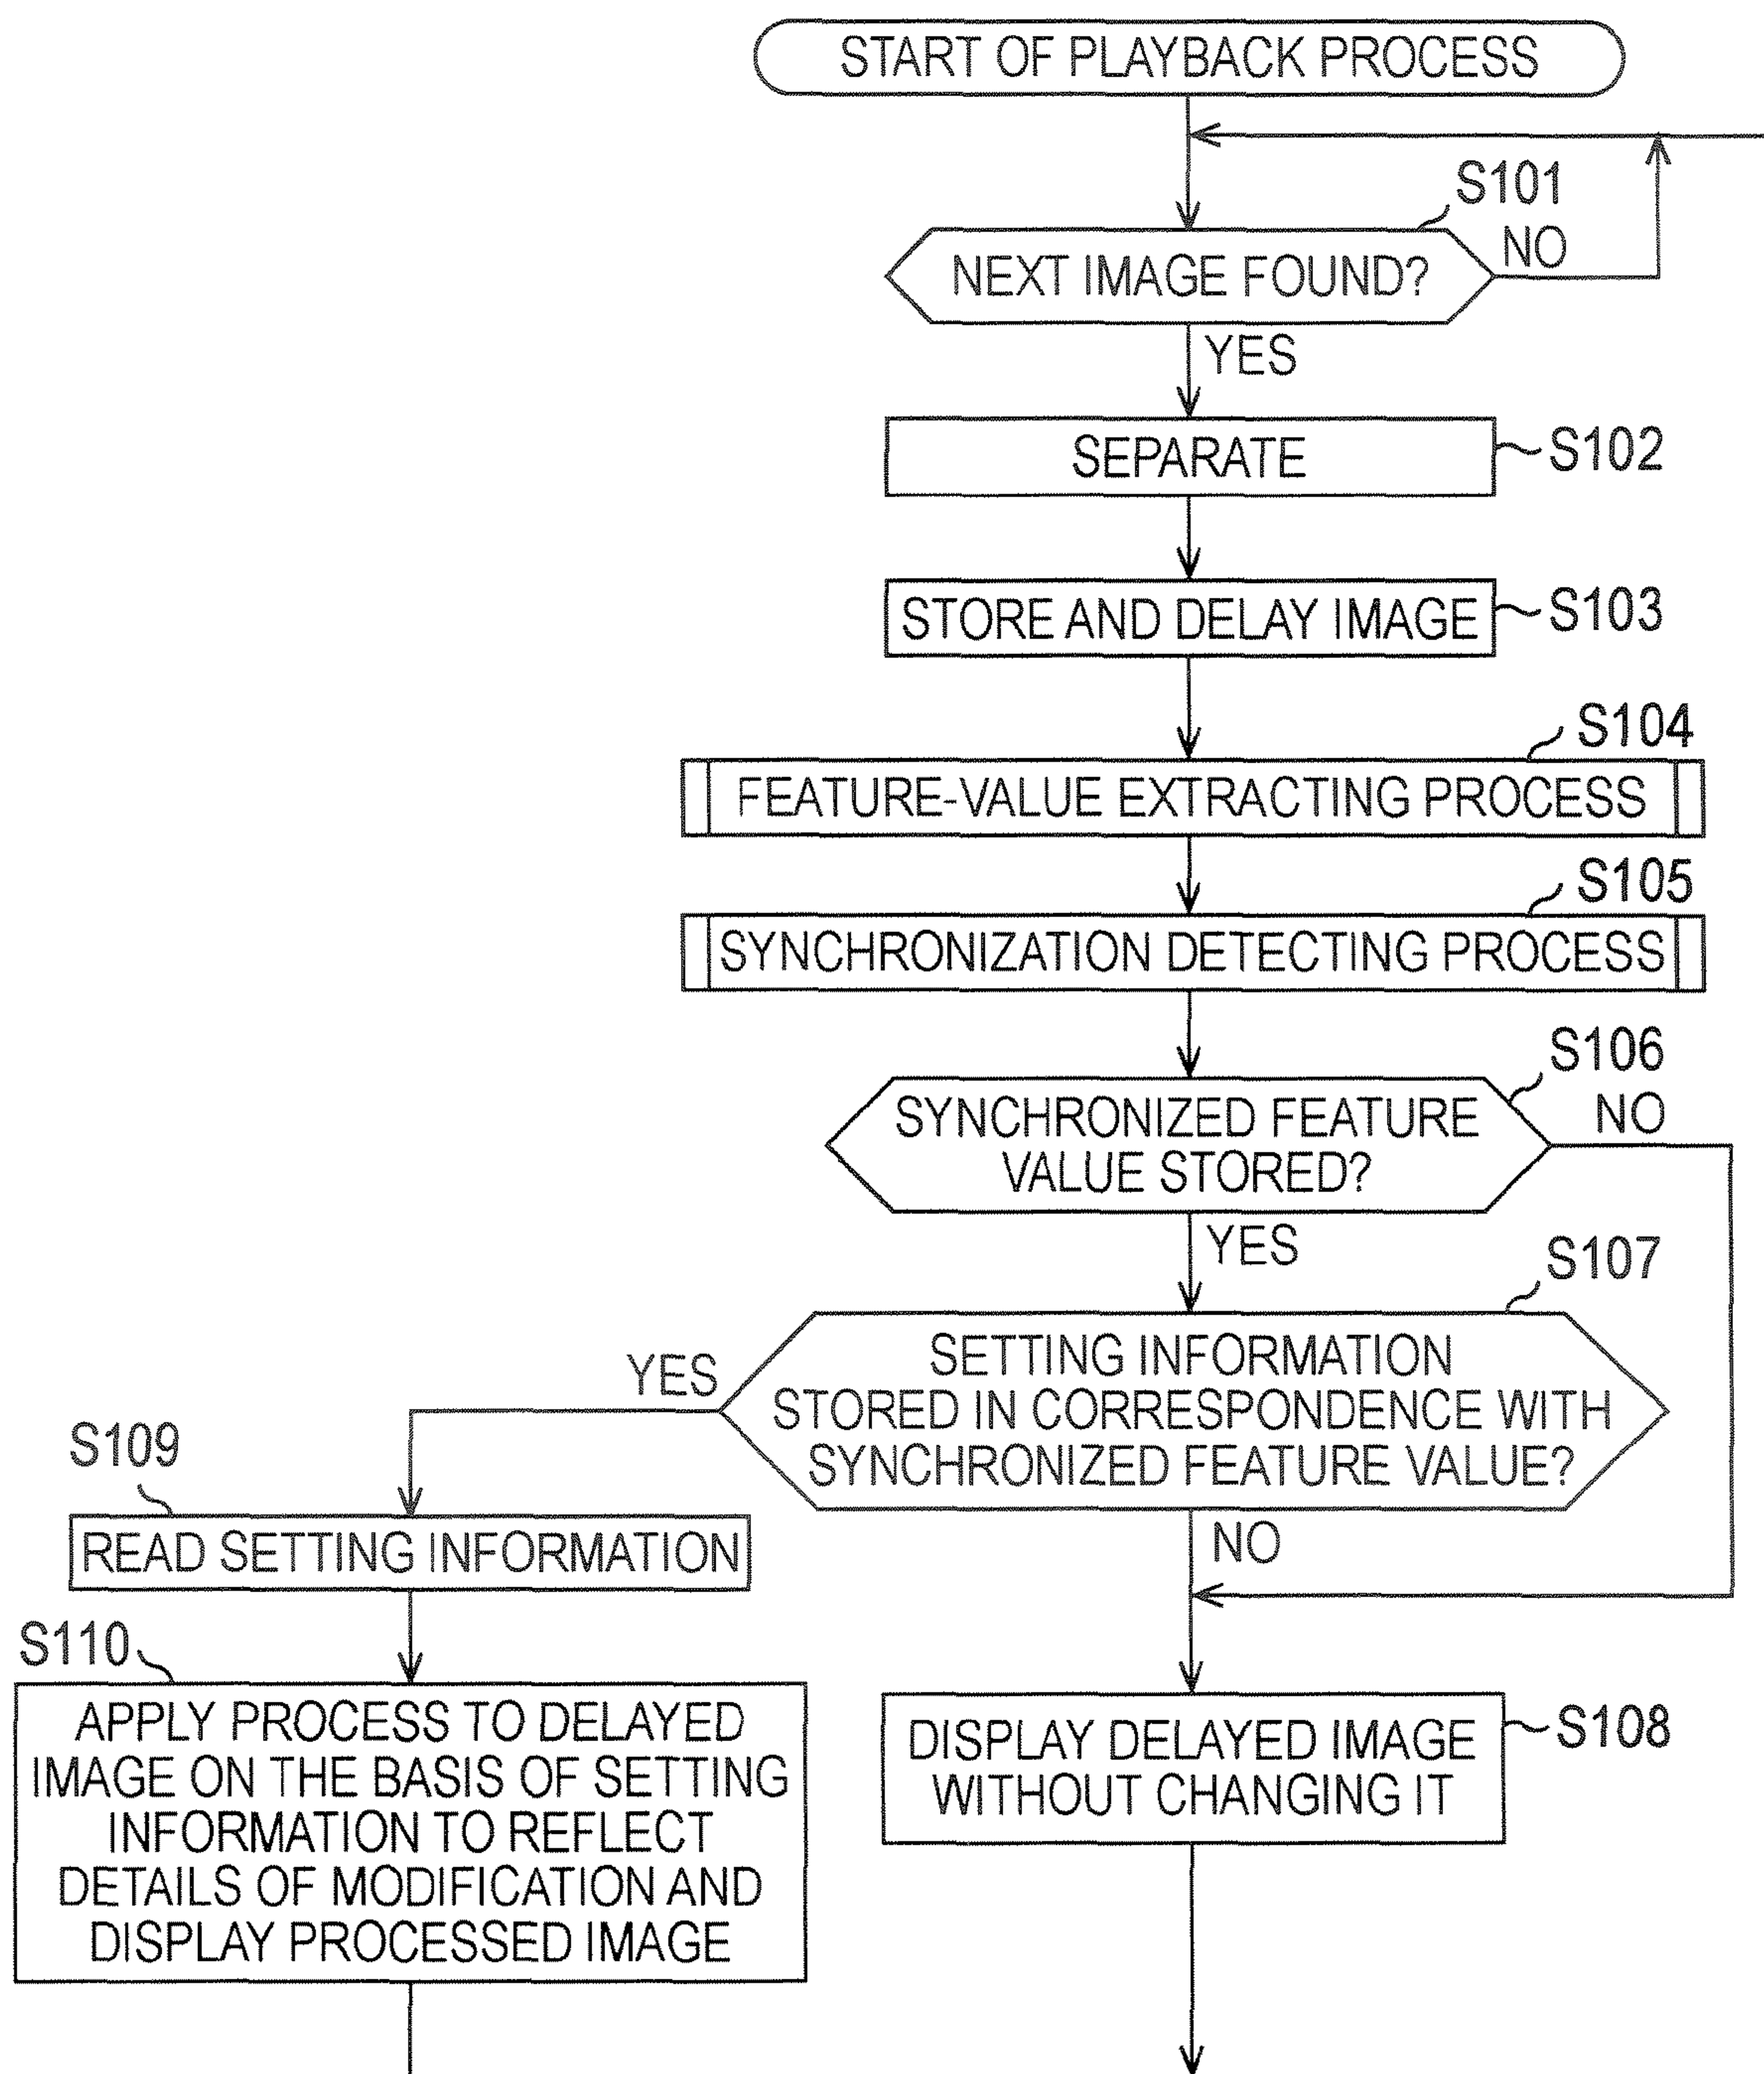 START OF PLAYBACK PROCESS
S101
NEXT IMAGE FOUND?
NO
YES
SEPARATE
S102
STORE AND DELAY IMAGE
S103
S104
FEATURE-VALUE EXTRACTING PROCESS
S105
SYNCHRONIZATION DETECTING PROCESS
S106
SYNCHRONIZED FEATURE
VALUE STORED?
NO
YES
S107
SETTING INFORMATION
STORED IN CORRESPONDENCE WITH
SYNCHRONIZED FEATURE VALUE?
YES
NO
S109
READ SETTING INFORMATION
S110
APPLY PROCESS TO DELAYED
IMAGE ON THE BASIS OF SETTING
INFORMATION TO REFLECT
DETAILS OF MODIFICATION AND
DISPLAY PROCESSED IMAGE
DISPLAY DELAYED IMAGE
WITHOUT CHANGING IT
S108